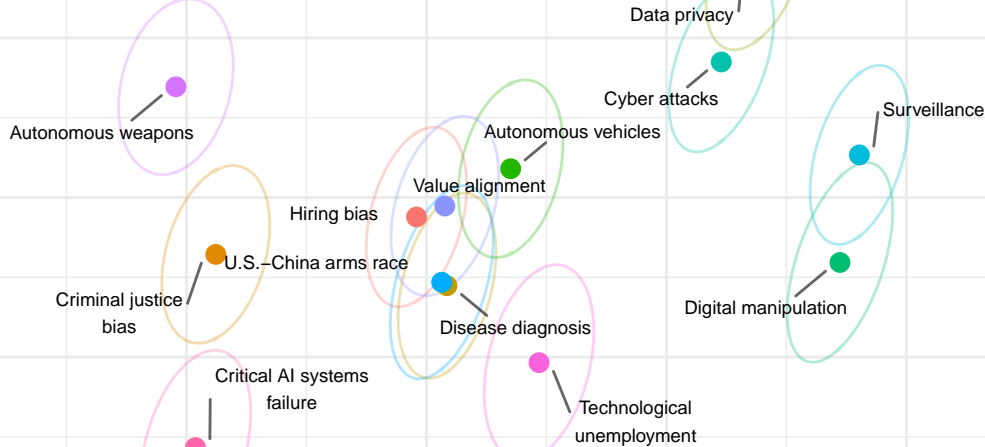 Data privacy
Cyber attacks
Surveillance
Autonomous weapons
Autonomous vehicles
Value alignment
Hiring bias
U.S.−China arms race
Criminal justice
bias
Digital manipulation
Disease diagnosis
Critical AI systems
failure
Technological
unemployment